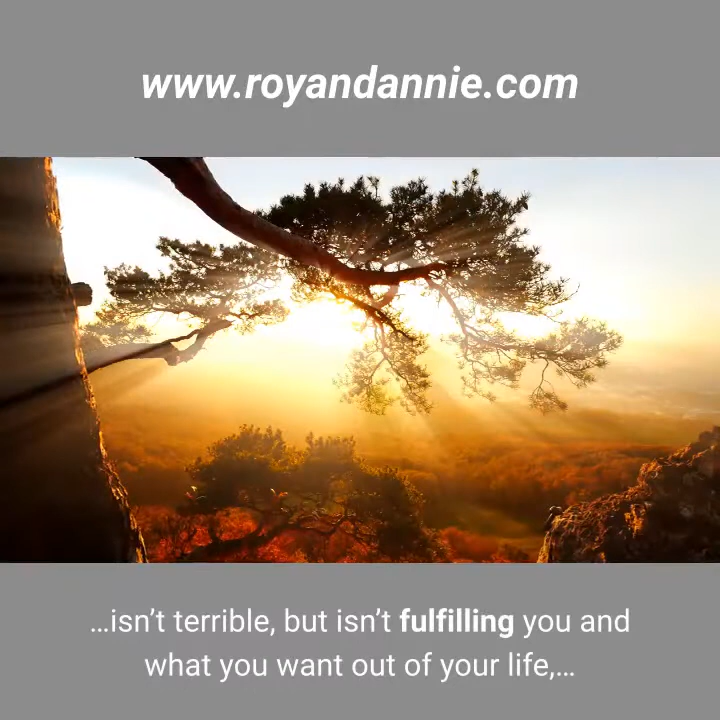 www.royandannie.com
…isn’t terrible, but isn’t fulfilling you and
what you want out of your life,…